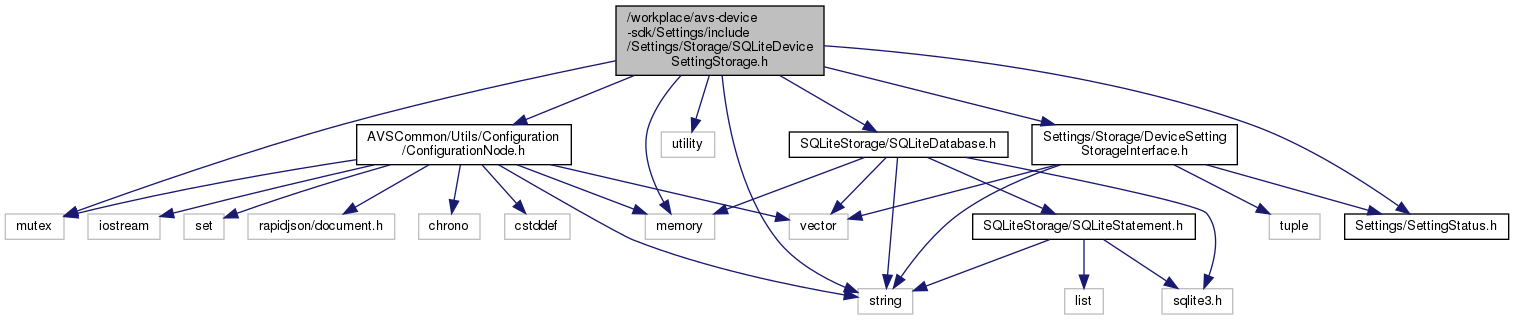 /workplace/avs-device
-sdk/Settings/include
/Settings/Storage/SQLiteDevice
SettingStorage.h
AVSCommon/Utils/Configuration
/ConfigurationNode.h
utility
SQLiteStorage/SQLiteDatabase.h
Settings/Storage/DeviceSetting
StorageInterface.h
mutex
iostream
set
rapidjson/document.h
chrono
cstddef
memory
vector
SQLiteStorage/SQLiteStatement.h
tuple
Settings/SettingStatus.h
string
list
sqlite3.h